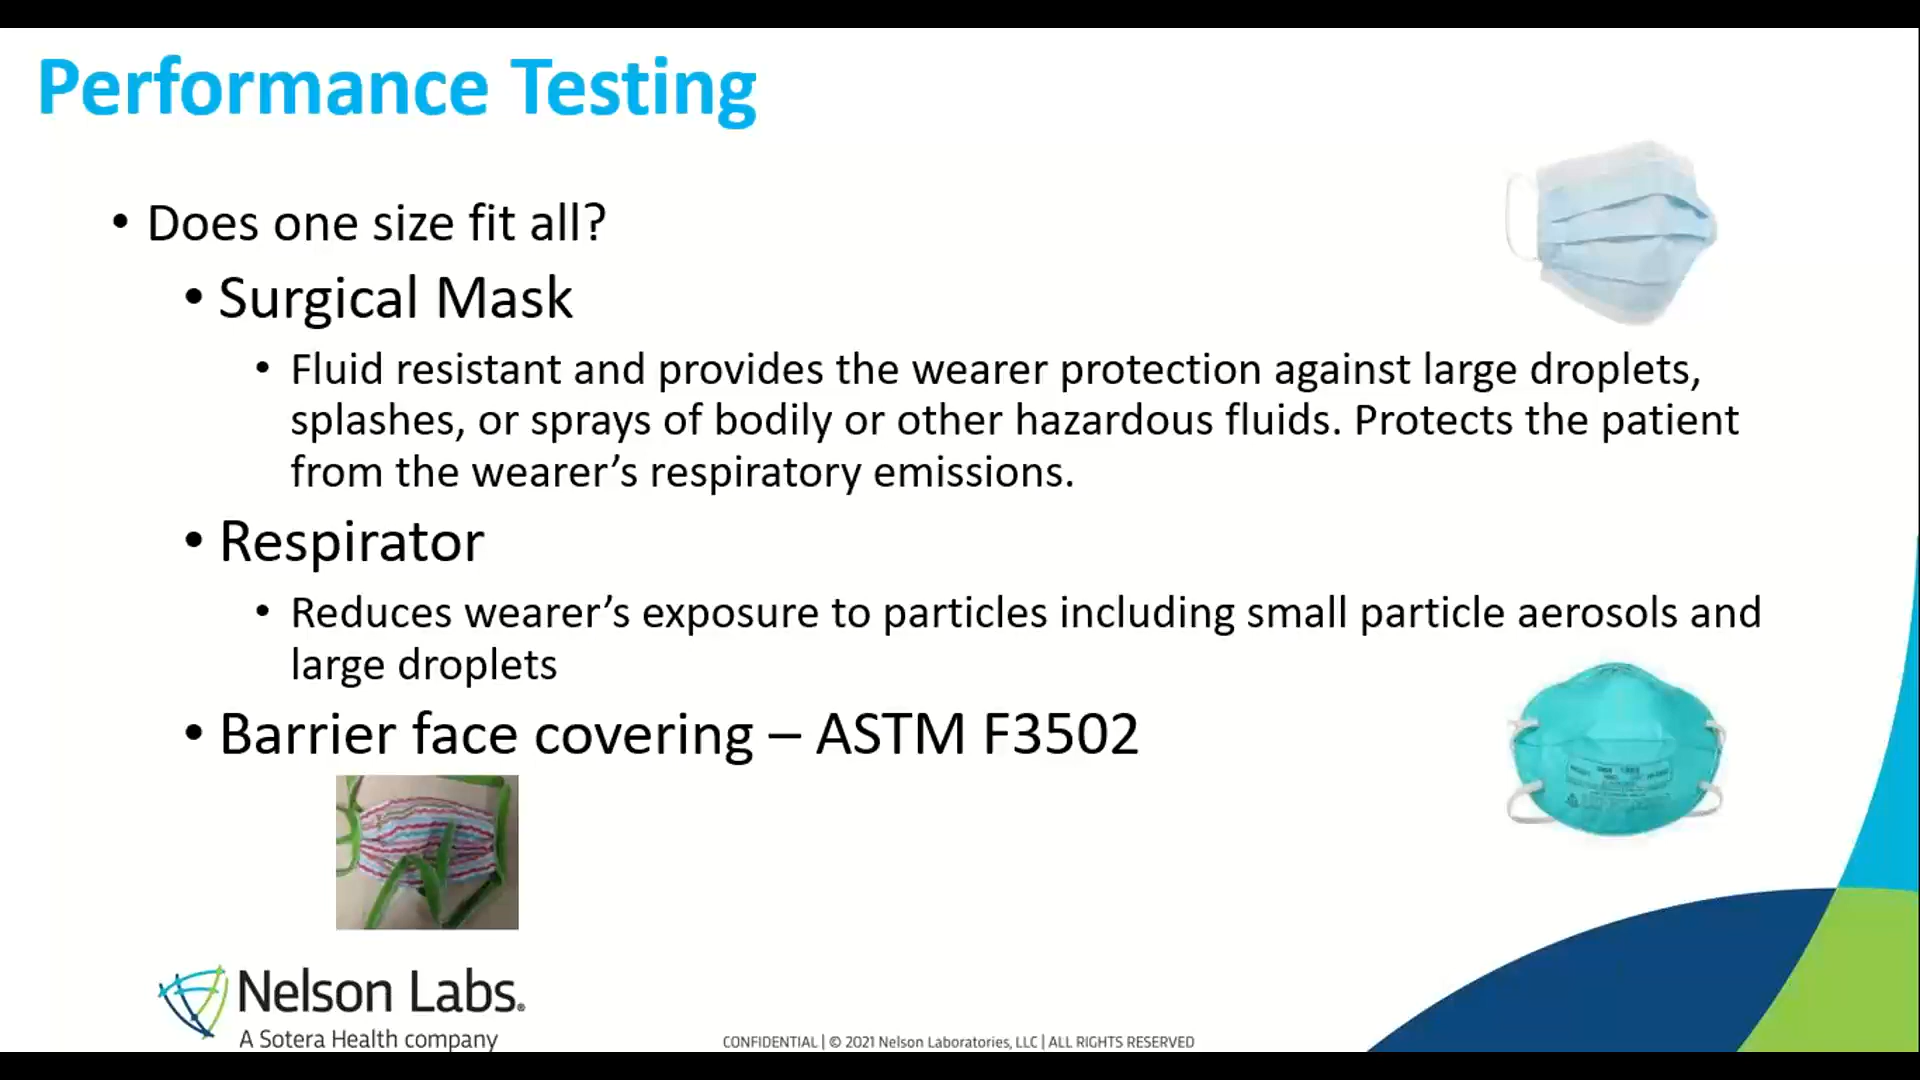 Performance Testing
• Does one size fit all?
• Surgical Mask
• Fluid resistant and provides the wearer protection against large droplets,
splashes, or sprays of bodily or other hazardous fluids. Protects the patient
from the wearer’s respiratory emissions.
• Respirator
• Reduces wearer’s exposure to particles including small particle aerosols and
large droplets
• Barrier face covering – ASTM F3502
Nelson Labs®
A Sotera Health company
CONFIDENTIAL | © 2021 Nelson Laboratories, LLC | ALL RIGHTS RESERVED